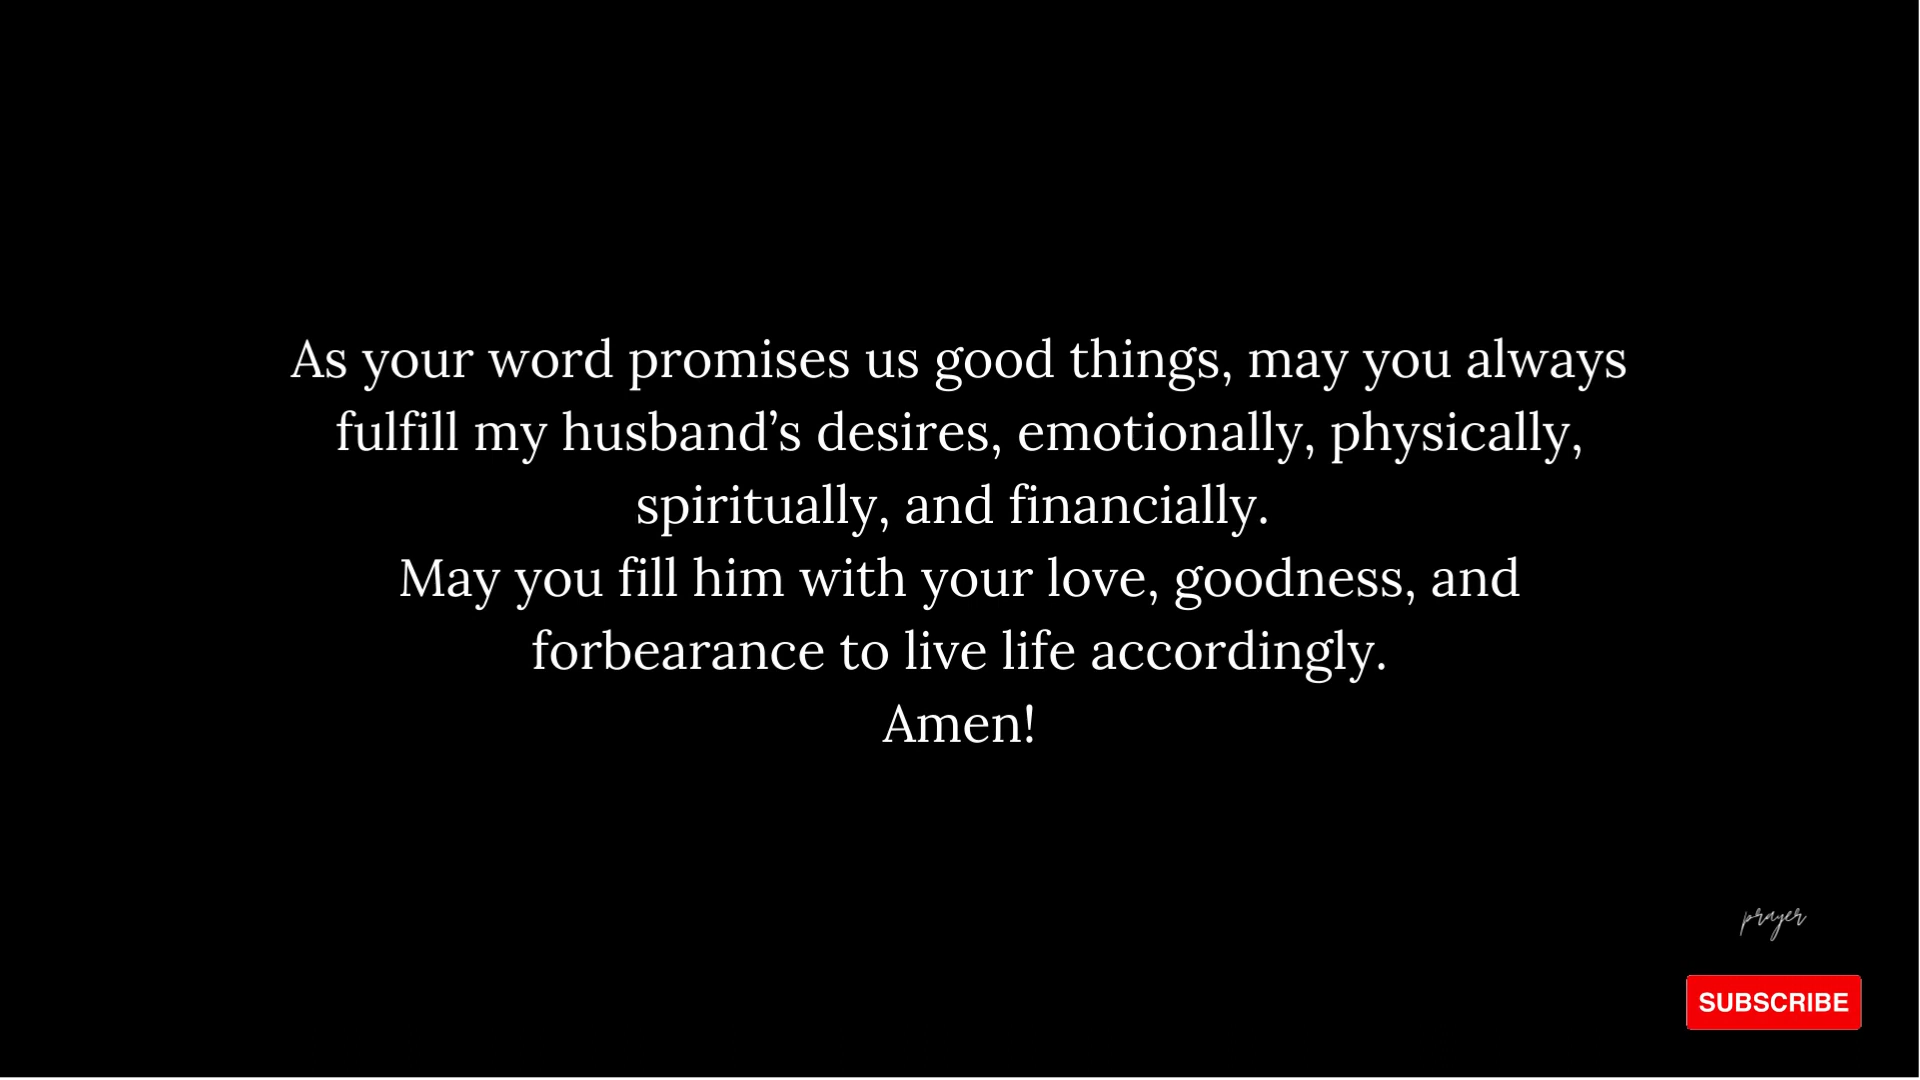 As your word promises us good things, may you always
fulfill my husband’s desires, emotionally, physically,
spiritually, and financially.
May you fill him with your love, goodness, and
forbearance to live life accordingly.
Amen!
prayer
SUBSCRIBE